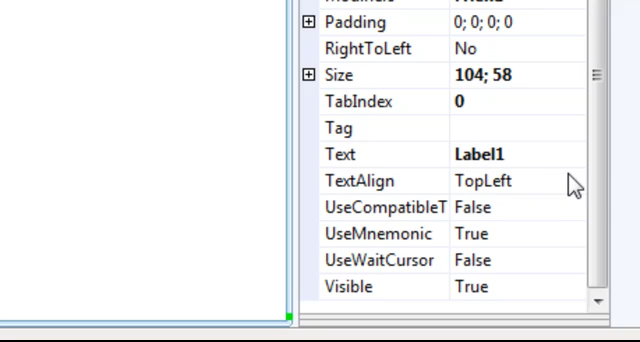 Padding 0; 0; 0; 0
RightToLeft No
Size 104; 58
TabIndex 0
Tag
Text Label1
TextAlign TopLeft
UseCompatibleT False
UseMnemonic True
UseWaitCursor False
Visible True